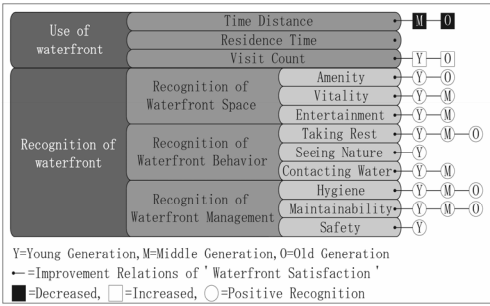 Use of
waterfront
Time Distance M O
Residence Time
Visit Count Y O
Recognition of
waterfront
Recognition of
Waterfront Space
Amenity Y O
Vitality Y M
Entertainment Y M
Recognition of
Waterfront Behavior
Taking Rest Y M O
Seeing Nature Y
Contacting Water Y M
Recognition of
Waterfront Management
Hygiene Y M O
Maintainability Y M O
Safety Y
Y=Young Generation, M=Middle Generation, O=Old Generation
=Improvement Relations of 'Waterfront Satisfaction'
=Decreased, =Increased, =Positive Recognition